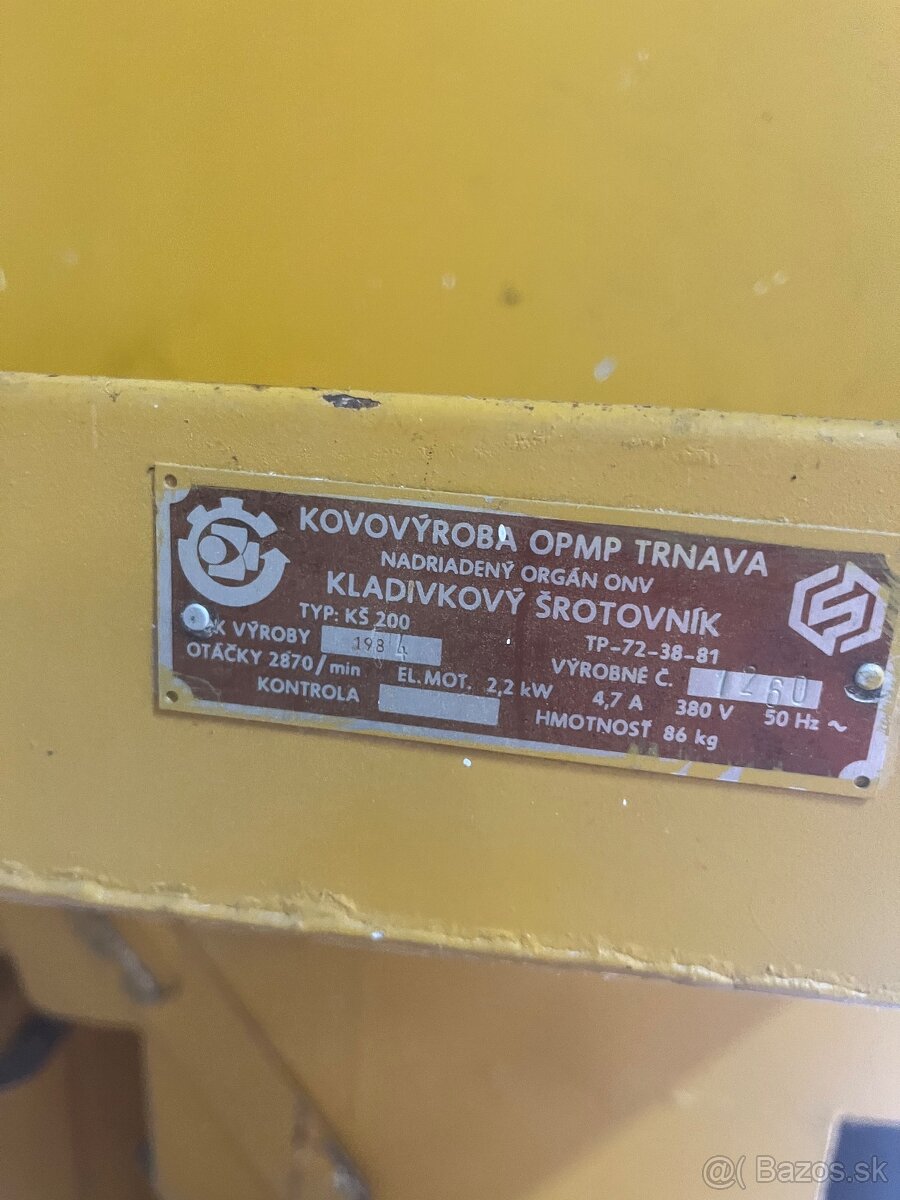 KOVOVÝROBA OPMP TRNAVA
NADRIADENÝ ORGÁN ONV
KLADIVKOVÝ ŠROTOVNÍK
TYP: KŠ 200
TP-72-38-81
ROK VÝROBY 1984
VÝROBNÉ Č. 1260
OTÁČKY 2870/min EL.MOT. 2,2 kW 4,7 A 380 V 50 Hz ~
KONTROLA
HMOTNOSŤ 86 kg
@( Bazos.sk